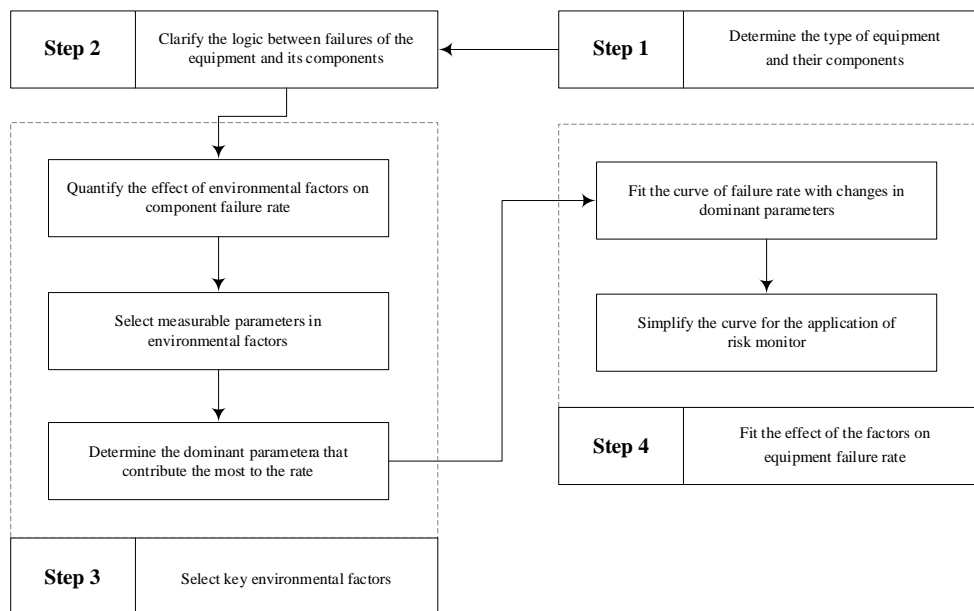 Step 2
Clarify the logic between failures of the
equipment and its components
Step 1
Determine the type of equipment
and their components
Quantify the effect of environmental factors on
component failure rate
Select measurable parameters in
environmental factors
Determine the dominant parametera that
contribute the most to the rate
Step 3
Select key environmental factors
Fit the curve of failure rate with changes in
dominant parameters
Simplify the curve for the application of
risk monitor
Step 4
Fit the effect of the factors on
equipment failure rate